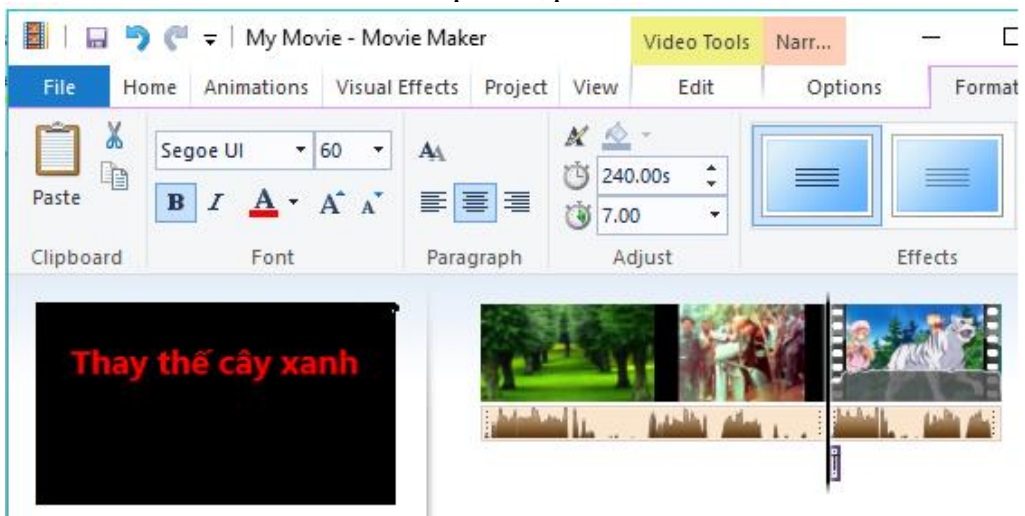 My Movie - Movie Maker
Video Tools
Narr...
File Home Animations Visual Effects Project View Edit Options Format
Segoe UI 60
A A
240.00s
Paste
B I A A A
7.00
Clipboard Font Paragraph Adjust Effects
Thay thế cây xanh